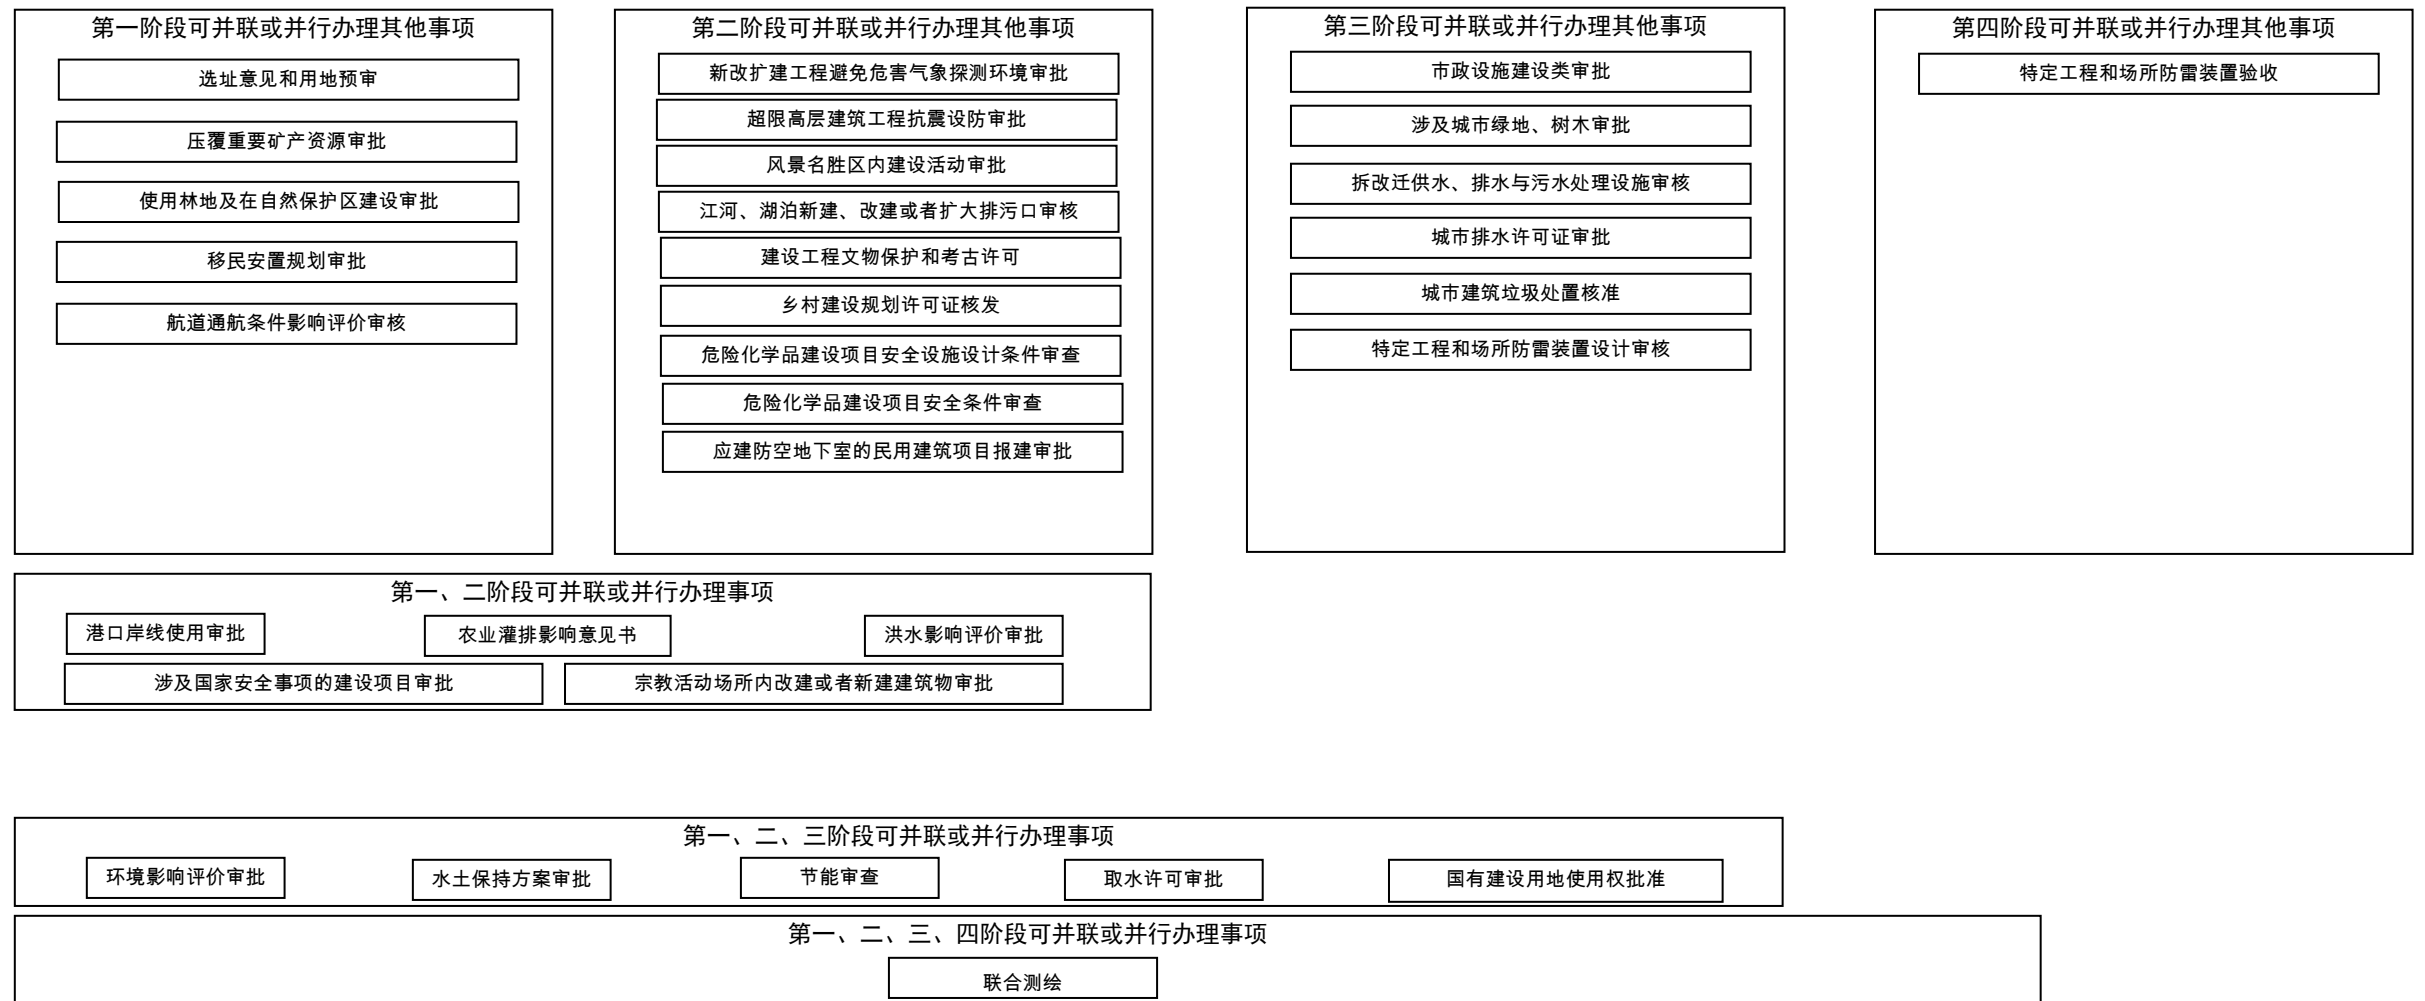 第一阶段可并联或并行办理其他事项
选址意见和用地预审
压覆重要矿产资源审批
使用林地及在自然保护区建设审批
移民安置规划审批
航道通航条件影响评价审核
第二阶段可并联或并行办理其他事项
新改扩建工程避免危害气象探测环境审批
超限高层建筑工程抗震设防审批
风景名胜区内建设活动审批
江河、湖泊新建、改建或者扩大排污口审核
建设工程文物保护和考古许可
乡村建设规划许可证核发
危险化学品建设项目安全设施设计条件审查
危险化学品建设项目安全条件审查
应建防空地下室的民用建筑项目报建审批
第三阶段可并联或并行办理其他事项
市政设施建设类审批
涉及城市绿地、树木审批
拆改迁供水、排水与污水处理设施审核
城市排水许可证审批
城市建筑垃圾处置核准
特定工程和场所防雷装置设计审核
第四阶段可并联或并行办理其他事项
特定工程和场所防雷装置验收
第一、二阶段可并联或并行办理事项
港口岸线使用审批
农业灌排影响意见书
洪水影响评价审批
涉及国家安全事项的建设项目审批
宗教活动场所内改建或者新建建筑物审批
第一、二、三阶段可并联或并行办理事项
环境影响评价审批
水土保持方案审批
节能审查
取水许可审批
国有建设用地使用权批准
第一、二、三、四阶段可并联或并行办理事项
联合测绘